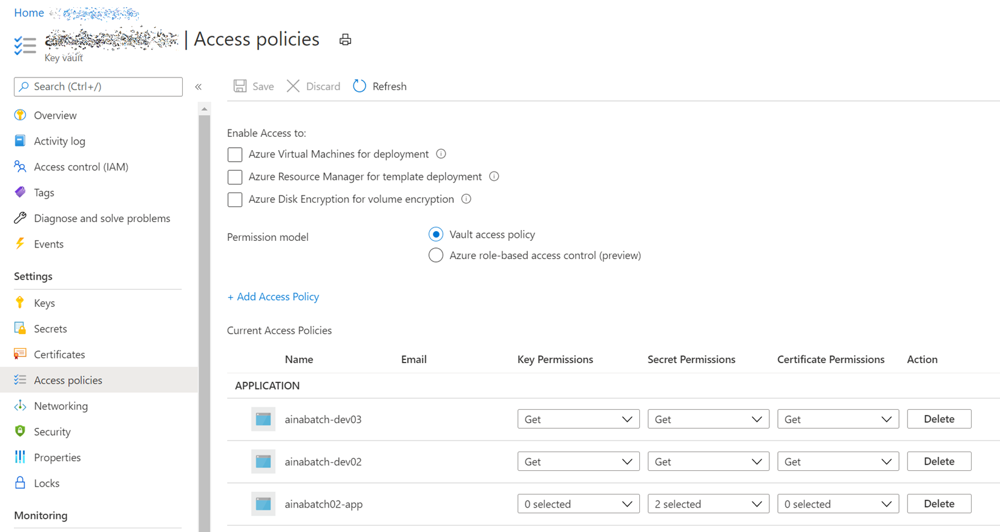 Home
| Access policies
Key vault
Search (Ctrl+/)
«
Save
Discard
Refresh
Overview
Activity log
Access control (IAM)
Tags
Diagnose and solve problems
Events
Settings
Keys
Secrets
Certificates
Access policies
Networking
Security
Properties
Locks
Monitoring
Enable Access to:
Azure Virtual Machines for deployment
Azure Resource Manager for template deployment
Azure Disk Encryption for volume encryption
Permission model
Vault access policy
Azure role-based access control (preview)
+ Add Access Policy
Current Access Policies
Name Email Key Permissions Secret Permissions Certificate Permissions Action
APPLICATION
ainabatch-dev03 Get Get Get Delete
ainabatch-dev02 Get Get Get Delete
ainabatch02-app 0 selected 2 selected 0 selected Delete